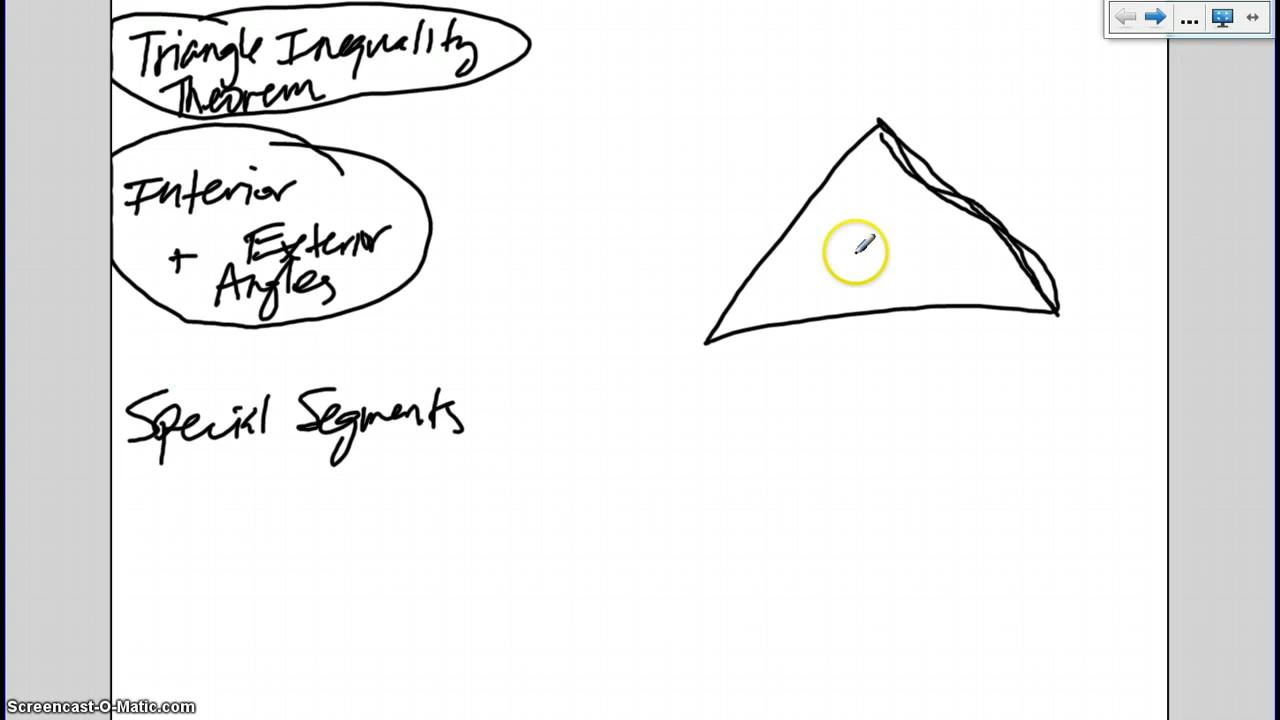 Triangle Inequality
Theorem
Interior
+ Exterior
Angles
Special Segments
Screencast-O-Matic.com